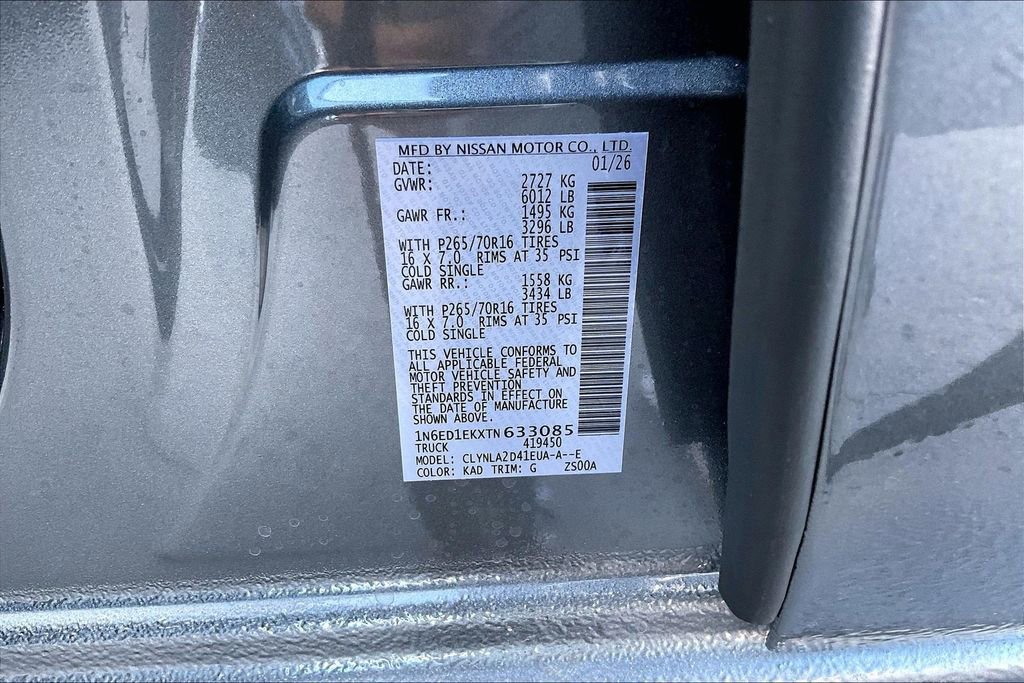 MFD BY NISSAN MOTOR CO., LTD.
DATE: 01/26
GVWR: 2727 KG
6012 LB
GAWR FR.: 1495 KG
3296 LB
WITH P265/70R16 TIRES
16 X 7.0 RIMS AT 35 PSI
COLD SINGLE
GAWR RR.: 1558 KG
3434 LB
WITH P265/70R16 TIRES
16 X 7.0 RIMS AT 35 PSI
COLD SINGLE
THIS VEHICLE CONFORMS TO
ALL APPLICABLE FEDERAL
MOTOR VEHICLE SAFETY AND
THEFT PREVENTION
STANDARDS IN EFFECT ON
THE DATE OF MANUFACTURE
SHOWN ABOVE.
1N6ED1EKXTN633085
TRUCK 419450
MODEL: CLYNLA2D41EUA-A--E
COLOR: KAD TRIM: G ZS00A